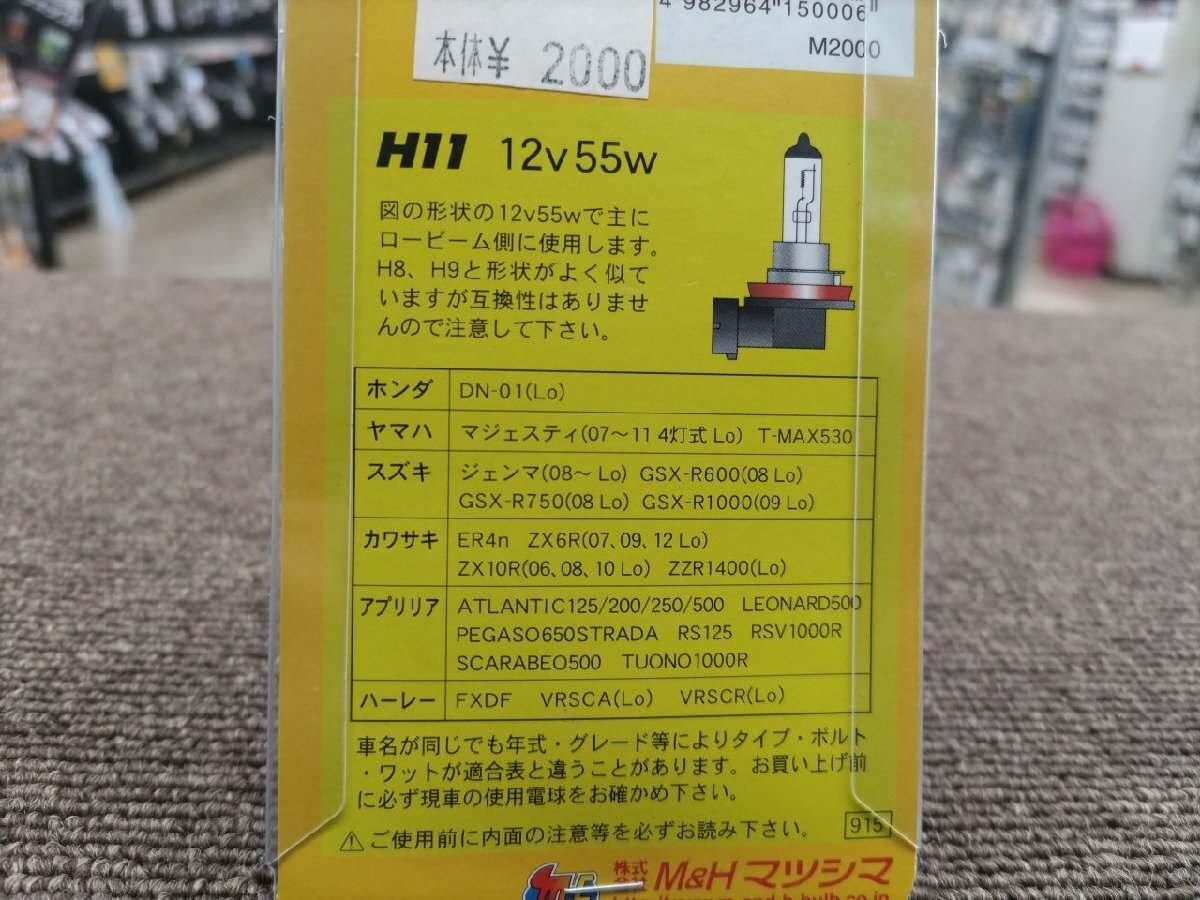 4 982964 150006
M2000
本体¥ 2000
H11 12v55w
図の形状の12v55wで主に
ロービーム側に使用します。
H8、H9と形状がよく似て
いますが互換性はありませ
んので注意して下さい。
ホンダ DN-01(Lo)
ヤマハ マジェスティ(07〜11 4灯式 Lo) T-MAX530
スズキ ジェンマ(08〜 Lo) GSX-R600(08 Lo)
GSX-R750(08 Lo) GSX-R1000(09 Lo)
カワサキ ER4n ZX6R(07、09、12 Lo)
ZX10R(06、08、10 Lo) ZZR1400(Lo)
アプリリア ATLANTIC125/200/250/500 LEONARD500
PEGASO650STRADA RS125 RSV1000R
SCARABEO500 TUONO1000R
ハーレー FXDF VRSCA(Lo) VRSCR(Lo)
車名が同じでも年式・グレード等によりタイプ・ボルト
・ワットが適合表と違うことがあります。お買い上げ前
に必ず現車の使用電球をお確かめ下さい。
⚠ご使用前に内面の注意等を必ずお読み下さい。 915
株式会社 M&Hマツシマ